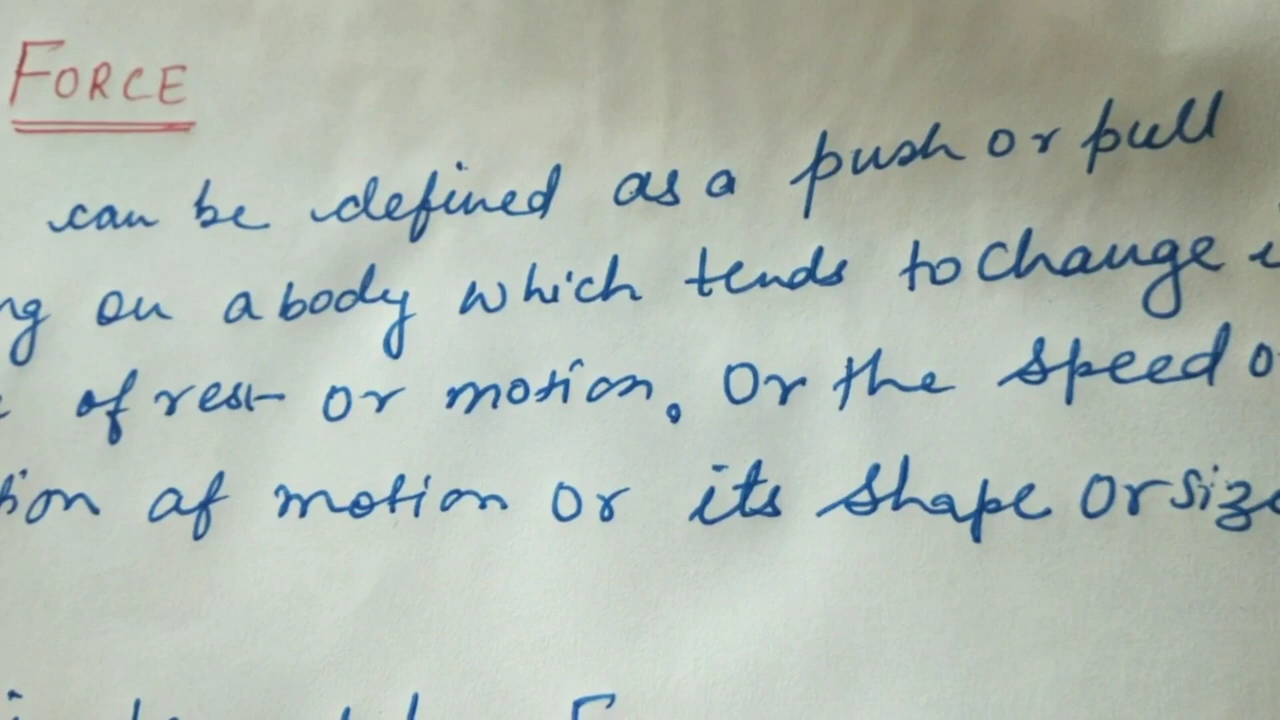 FORCE
can be defined as a push or pull
ng on a body which tends to change
of rest or motion. Or the speed
tion of motion or its shape or size